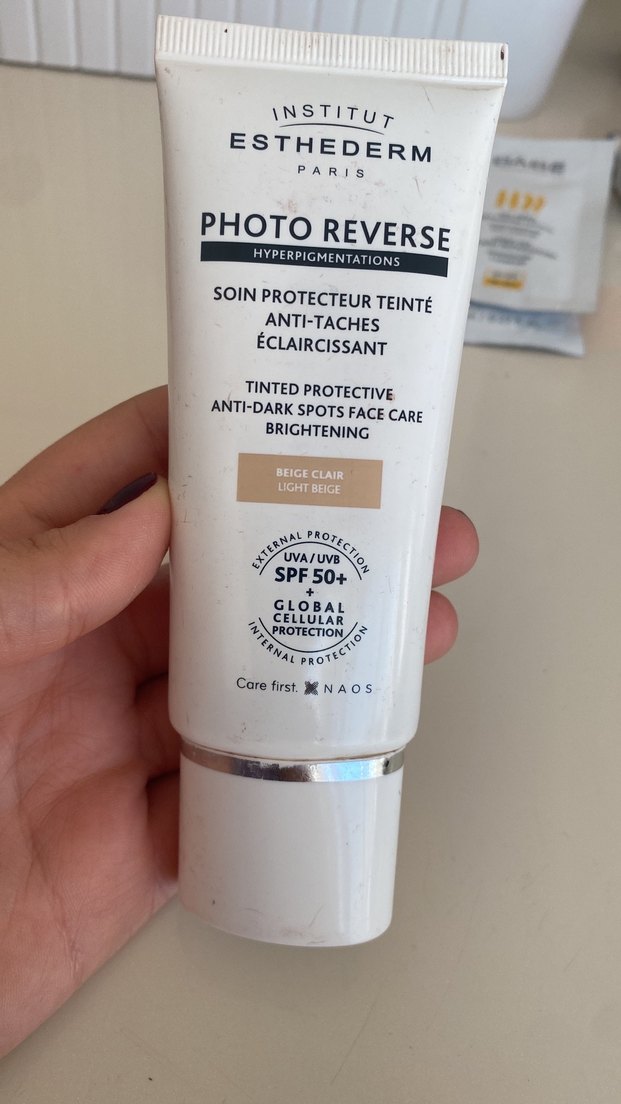 INSTITUT
ESTHEDERM
PARIS
PHOTO REVERSE
HYPERPIGMENTATIONS
SOIN PROTECTEUR TEINTÉ
ANTI-TACHES
ÉCLAIRCISSANT
TINTED PROTECTIVE
ANTI-DARK SPOTS FACE CARE
BRIGHTENING
BEIGE CLAIR
LIGHT BEIGE
EXTERNAL PROTECTION
UVA / UVB
SPF 50+
+
GLOBAL
CELLULAR
PROTECTION
INTERNAL PROTECTION
Care first. NAOS